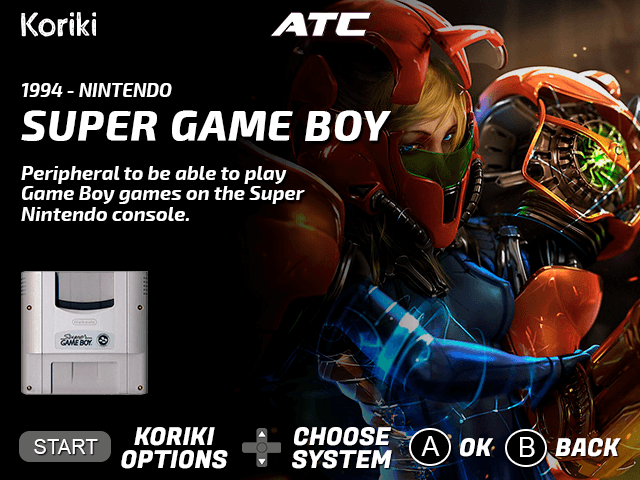 Koriki
ATC
1994 - NINTENDO
SUPER GAME BOY
Peripheral to be able to play
Game Boy games on the Super
Nintendo console.
Nintendo
Super
GAME BOY
START
KORIKI
OPTIONS
CHOOSE
SYSTEM
A OK
B BACK